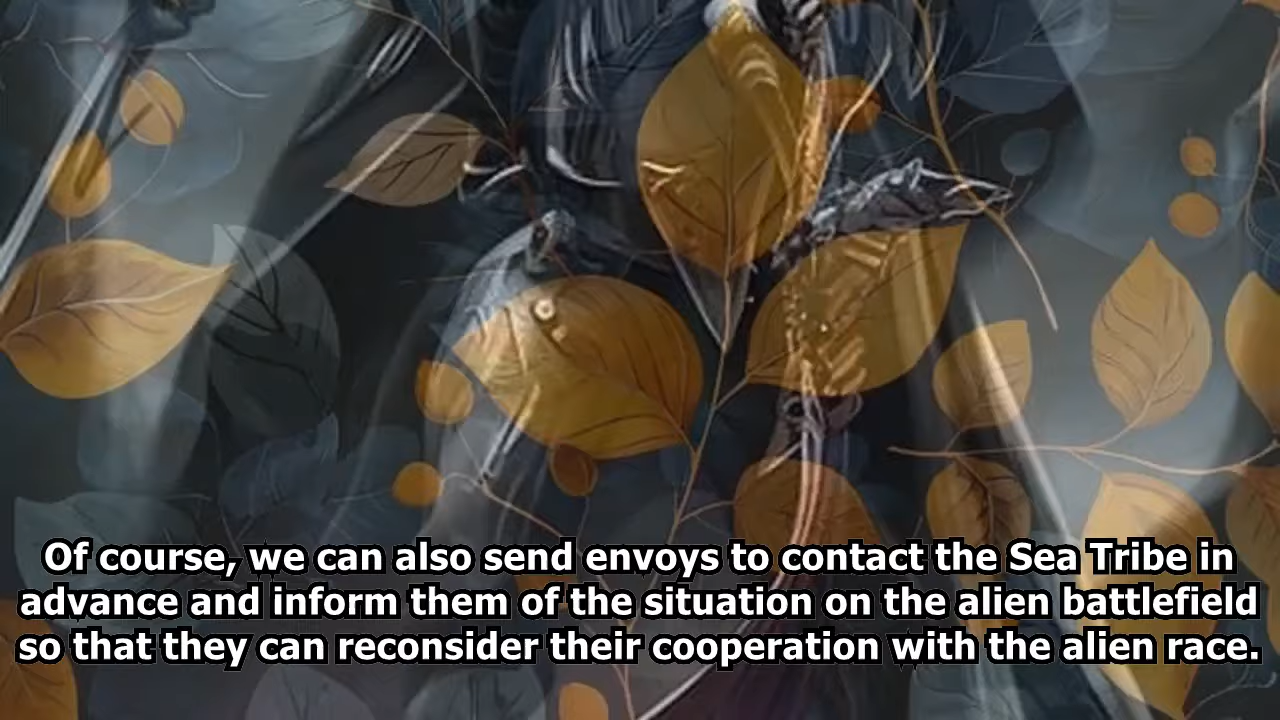 Of course, we can also send envoys to contact the Sea Tribe in
advance and inform them of the situation on the alien battlefield
so that they can reconsider their cooperation with the alien race.